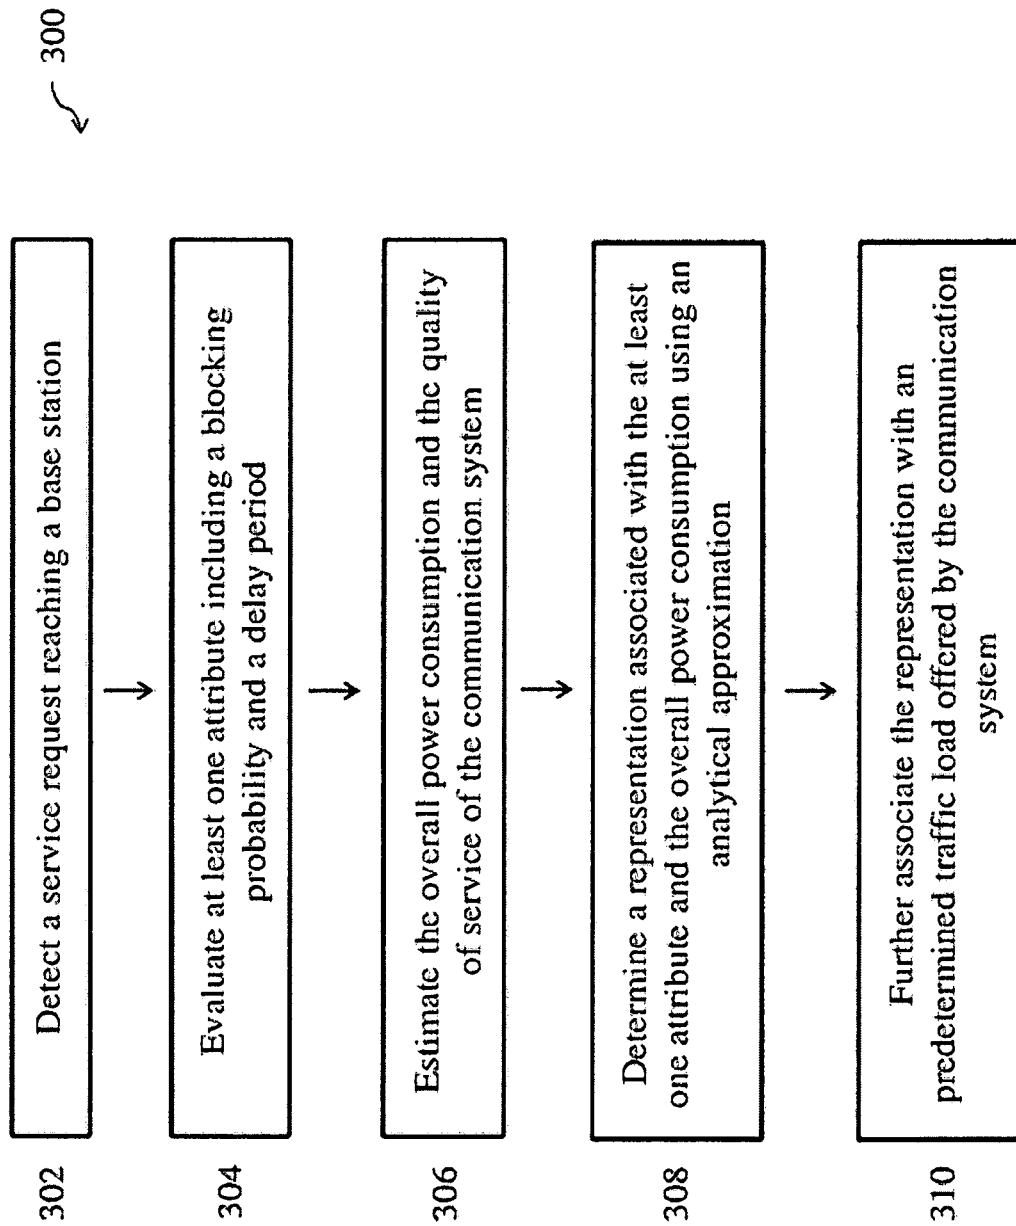 300
302
Detect a service request reaching a base station
304
Evaluate at least one attribute including a blocking
probability and a delay period
306
Estimate the overall power consumption and the quality
of service of the communication system
308
Determine a representation associated with the at least
one attribute and the overall power consumption using an
analytical approximation
310
Further associate the representation with an
predetermined traffic load offered by the communication
system